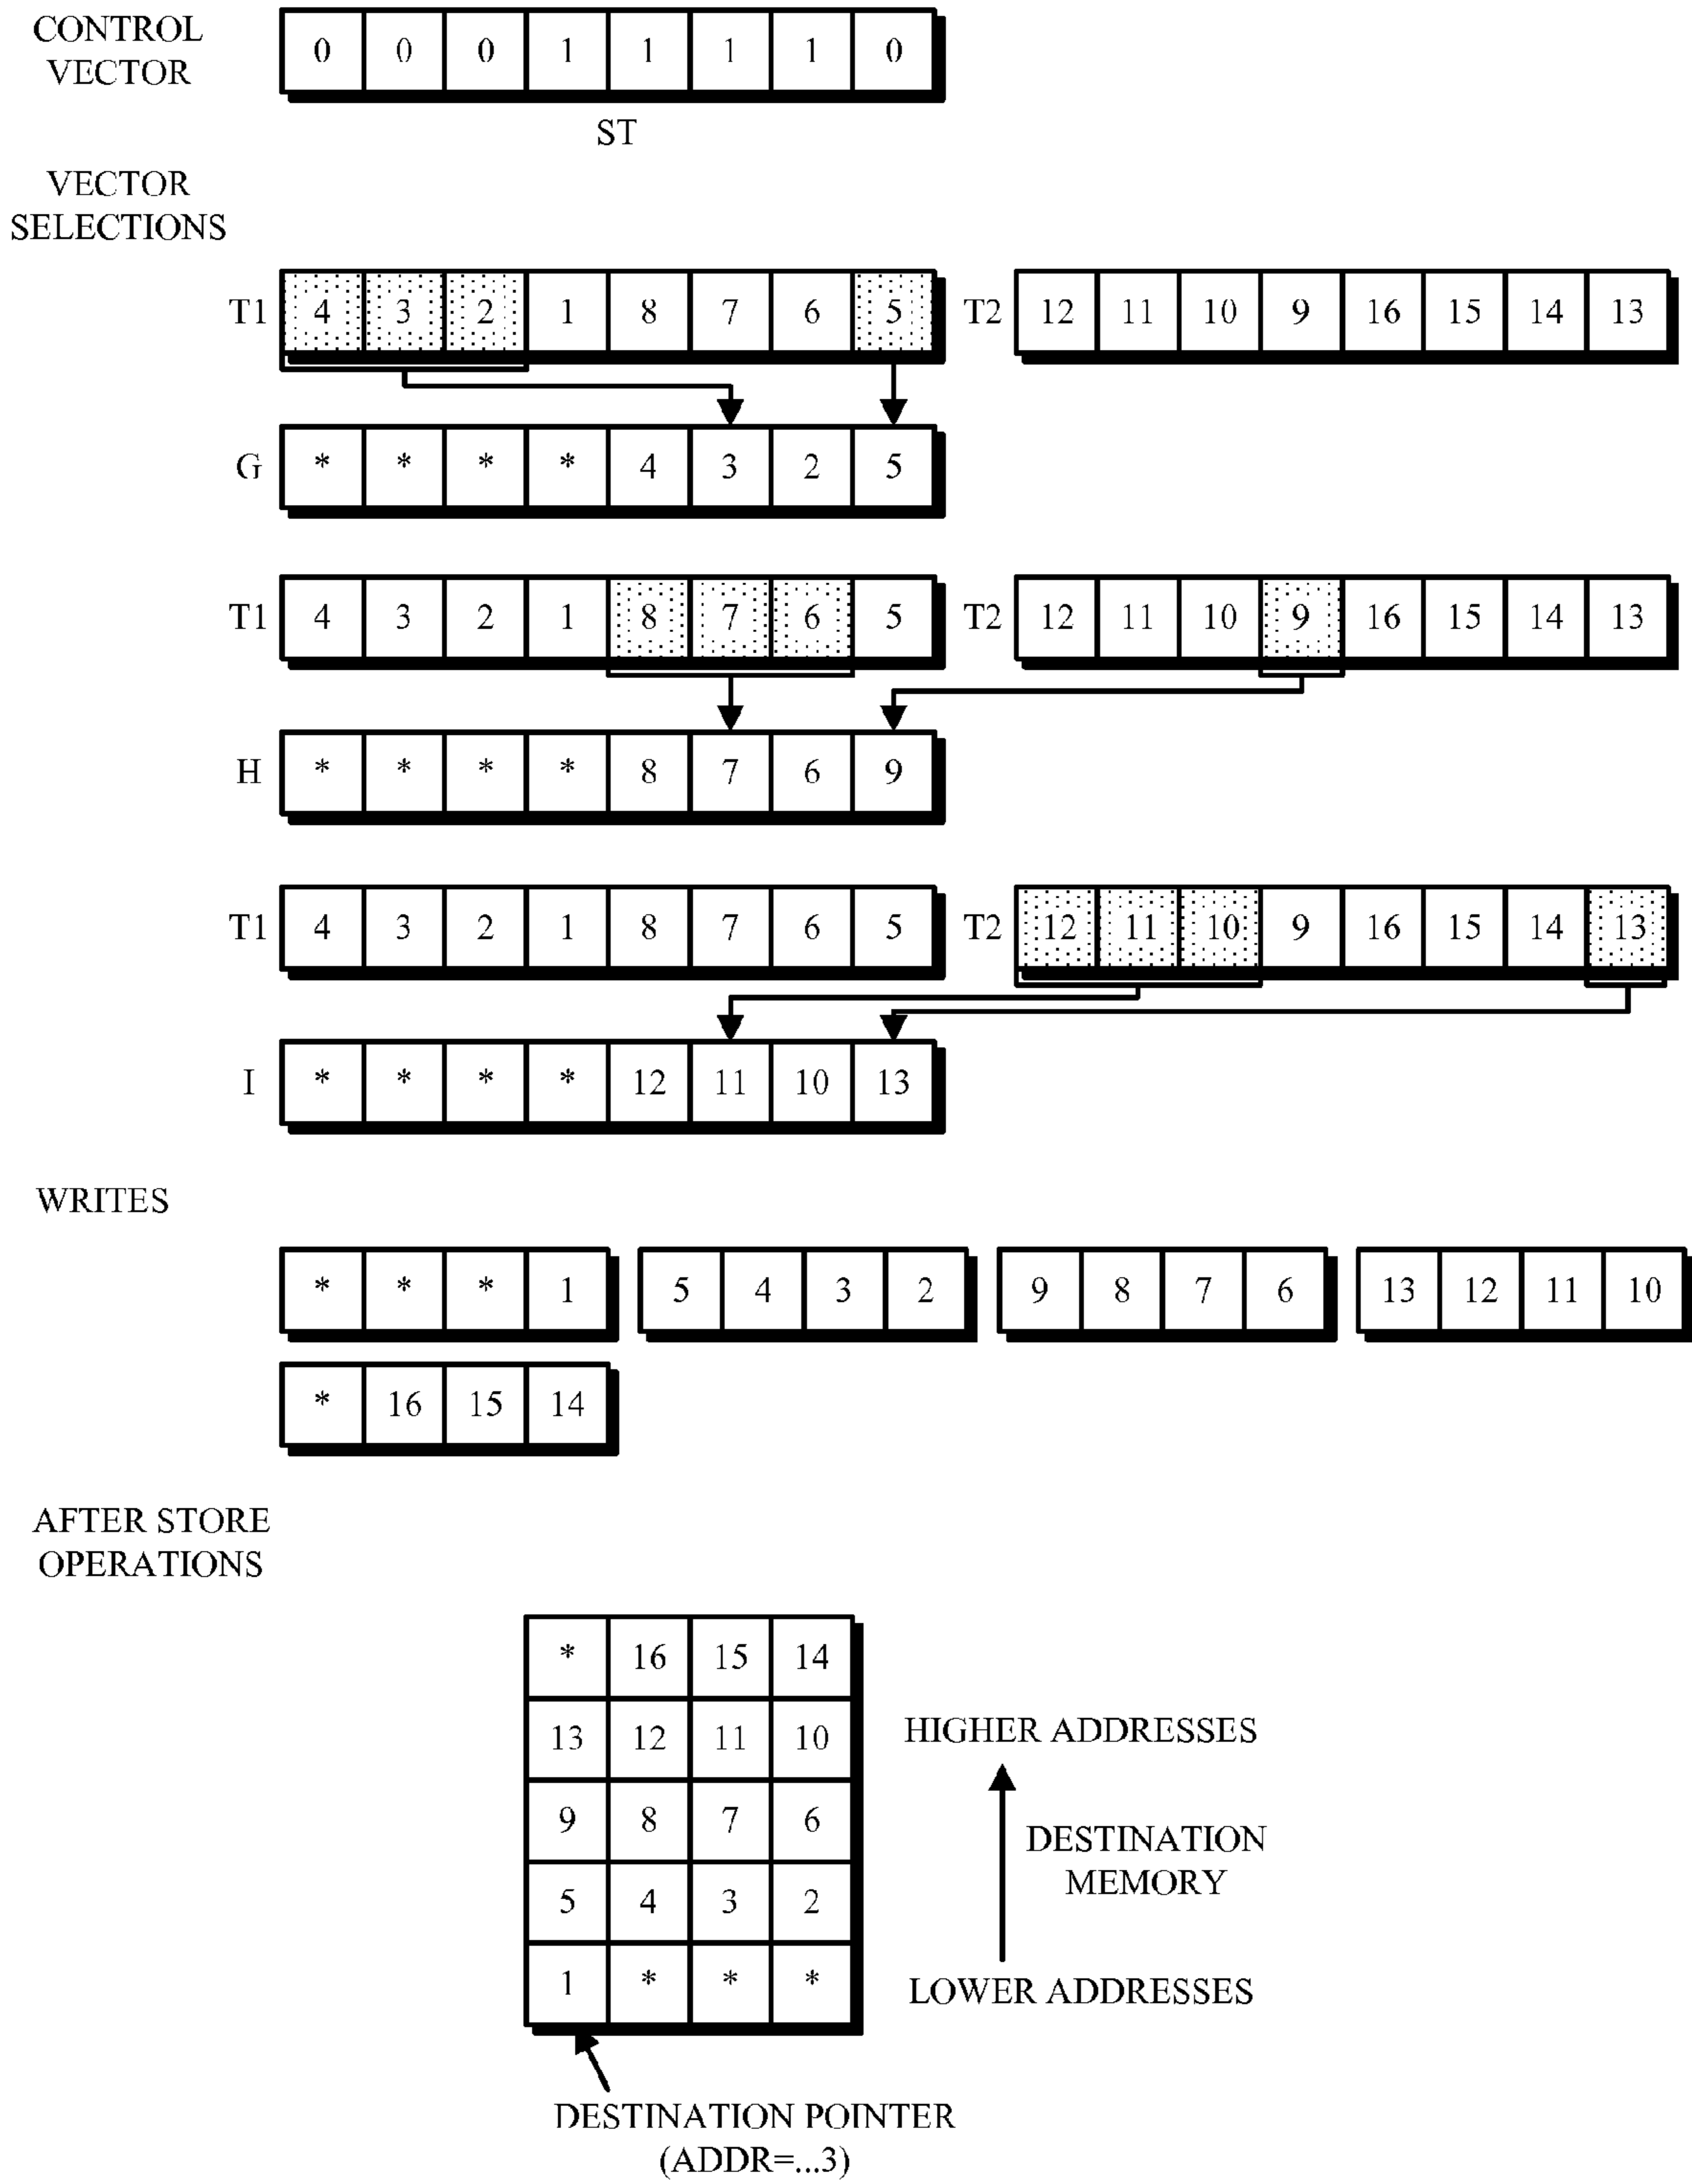 CONTROL
VECTOR
0 0 0 1 1 1 1 0
ST
VECTOR
SELECTIONS
T1 4 3 2 1 8 7 6 5 T2 12 11 10 9 16 15 14 13
G * * * * 4 3 2 5
T1 4 3 2 1 8 7 6 5 T2 12 11 10 9 16 15 14 13
H * * * * 8 7 6 9
T1 4 3 2 1 8 7 6 5 T2 12 11 10 9 16 15 14 13
I * * * * 12 11 10 13
WRITES
* * * 1 5 4 3 2 9 8 7 6 13 12 11 10
* 16 15 14
AFTER STORE
OPERATIONS
* 16 15 14
13 12 11 10
HIGHER ADDRESSES
9 8 7 6
DESTINATION
MEMORY
5 4 3 2
1 * * *
LOWER ADDRESSES
DESTINATION POINTER
(ADDR=...3)